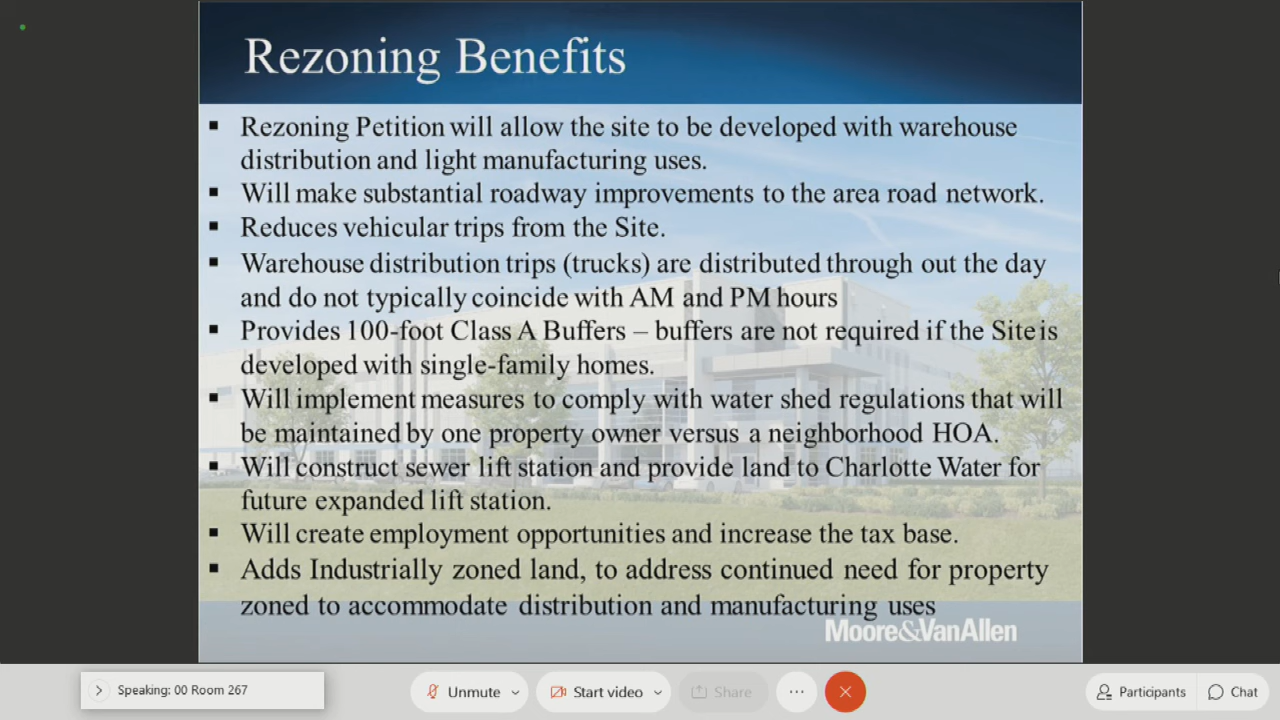 Rezoning Benefits
▪ Rezoning Petition will allow the site to be developed with warehouse
distribution and light manufacturing uses.
▪ Will make substantial roadway improvements to the area road network.
▪ Reduces vehicular trips from the Site.
▪ Warehouse distribution trips (trucks) are distributed through out the day
and do not typically coincide with AM and PM hours
▪ Provides 100-foot Class A Buffers – buffers are not required if the Site is
developed with single-family homes.
▪ Will implement measures to comply with water shed regulations that will
be maintained by one property owner versus a neighborhood HOA.
▪ Will construct sewer lift station and provide land to Charlotte Water for
future expanded lift station.
▪ Will create employment opportunities and increase the tax base.
▪ Adds Industrially zoned land, to address continued need for property
zoned to accommodate distribution and manufacturing uses
Moore&VanAllen
Speaking: 00 Room 267
Unmute
Start video
Share
Participants
Chat